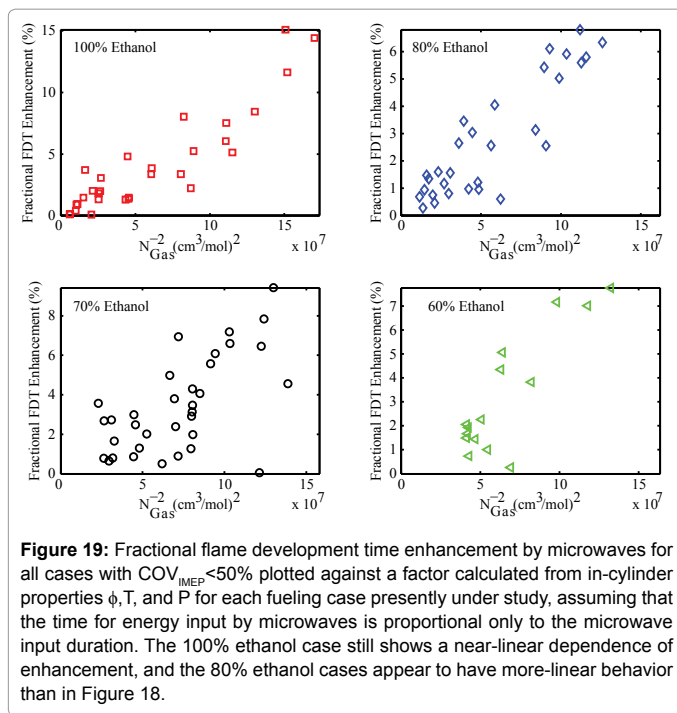 15
10
5
0
0 5 10 15
100% Ethanol
Fractional FDT Enhancement (%)
N_Gas^-2 (cm^3/mol)^2
x 10^7
6
5
4
3
2
1
0
0 5 10 15
80% Ethanol
Fractional FDT Enhancement (%)
N_Gas^-2 (cm^3/mol)^2
x 10^7
8
6
4
2
0
0 5 10 15
70% Ethanol
Fractional FDT Enhancement (%)
N_Gas^-2 (cm^3/mol)^2
x 10^7
7
6
5
4
3
2
1
0
0 5 10 15
60% Ethanol
Fractional FDT Enhancement (%)
N_Gas^-2 (cm^3/mol)^2
x 10^7
Figure 19: Fractional flame development time enhancement by microwaves for
all cases with COV_IMEP<50% plotted against a factor calculated from in-cylinder
properties ϕ,T, and P for each fueling case presently under study, assuming that
the time for energy input by microwaves is proportional only to the microwave
input duration. The 100% ethanol case still shows a near-linear dependence of
enhancement, and the 80% ethanol cases appear to have more-linear behavior
than in Figure 18.